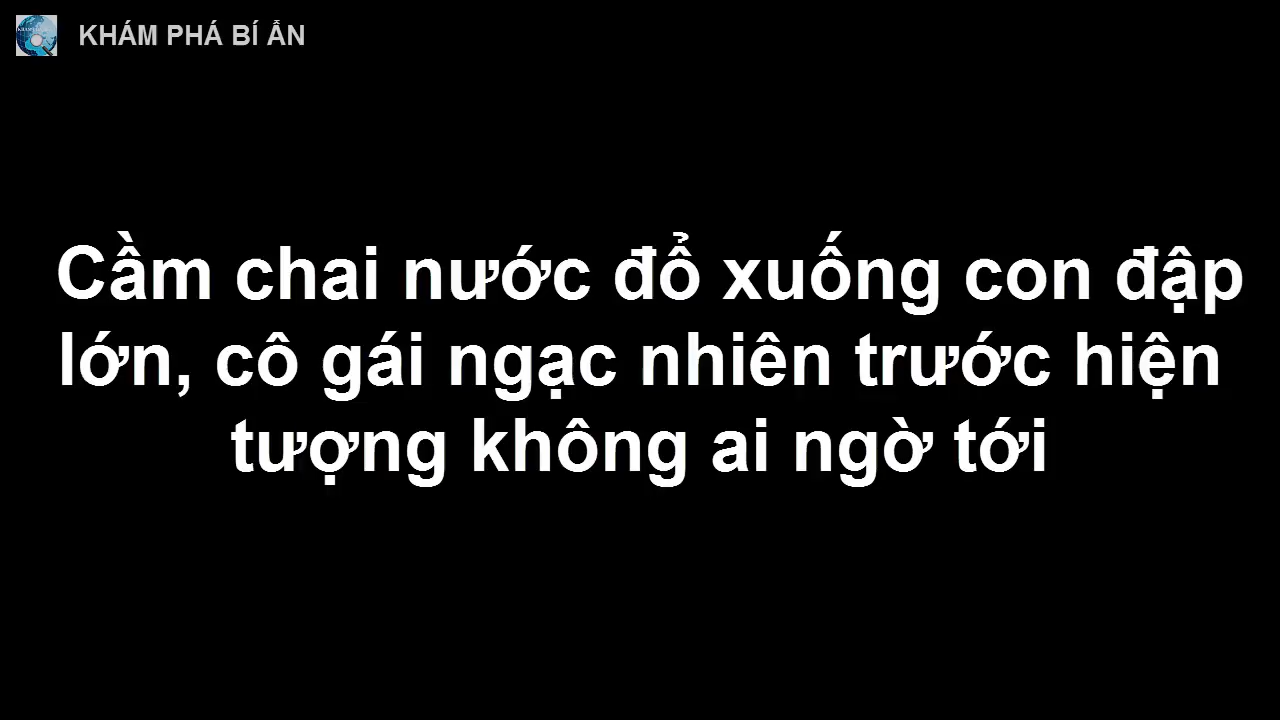 KHÁM PHÁ BÍ ẨN
Cầm chai nước đổ xuống con đập
lớn, cô gái ngạc nhiên trước hiện
tượng không ai ngờ tới